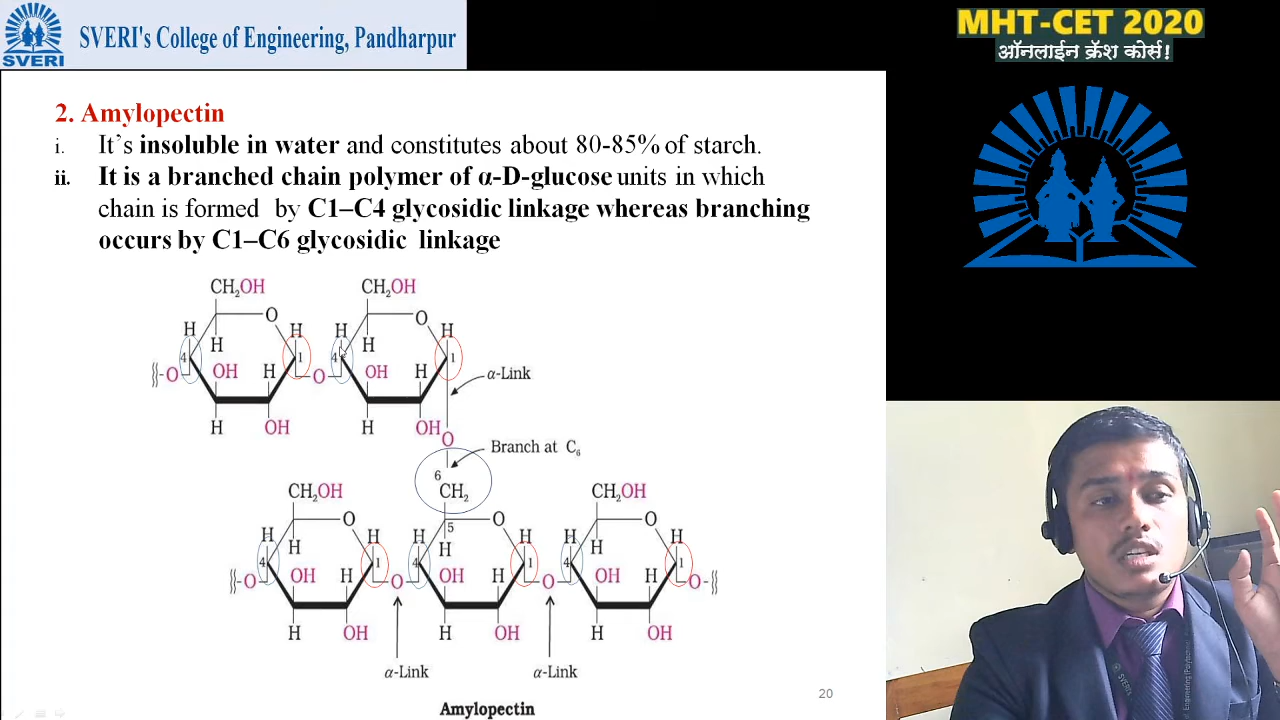 SVERI
SVERI's College of Engineering, Pandharpur
MHT-CET 2020
ऑनलाईन क्रॅश कोर्स!
2. Amylopectin
i. It's insoluble in water and constitutes about 80-85% of starch.
ii. It is a branched chain polymer of α-D-glucose units in which
chain is formed by C1–C4 glycosidic linkage whereas branching
occurs by C1–C6 glycosidic linkage
CH2OH CH2OH
O O
H H H H
H H
4 1 4 1
O OH H O OH H
α-Link
H OH H OH
O
Branch at C6
6
CH2OH CH2 CH2OH
O O O
5
H H H H H H
H H H
4 1 4 1 4 1
O OH H O OH H O OH H O
H OH H OH H OH
α-Link α-Link
Amylopectin
20
SVERI'S